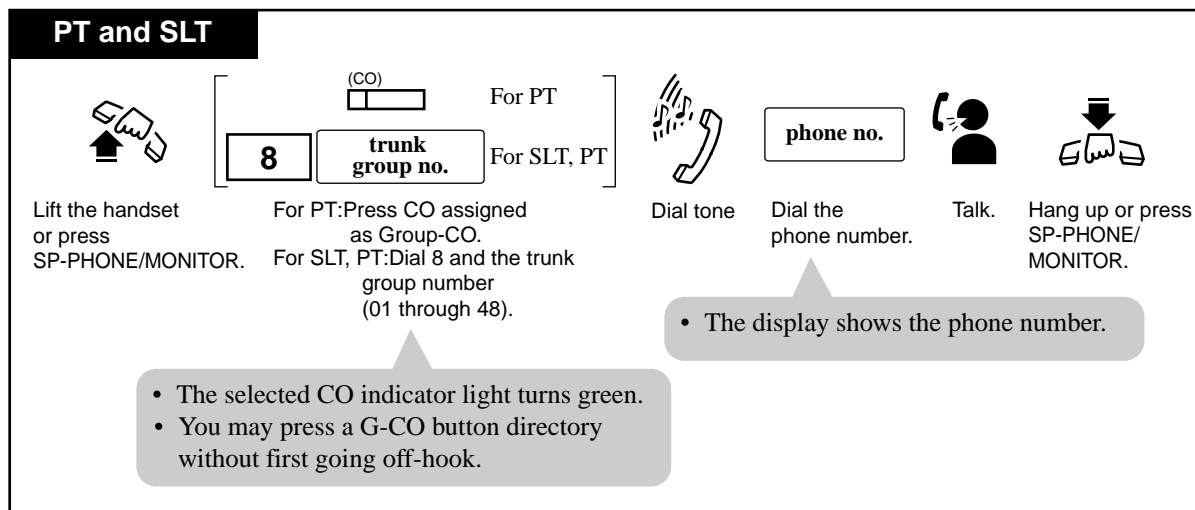 PT and SLT
(CO)
For PT
8
trunk
group no.
For SLT, PT
phone no.
Lift the handset
or press
SP-PHONE/MONITOR.
For PT:Press CO assigned
as Group-CO.
For SLT, PT:Dial 8 and the trunk
group number
(01 through 48).
Dial tone
Dial the
phone number.
Talk.
Hang up or press
SP-PHONE/
MONITOR.
• The display shows the phone number.
• The selected CO indicator light turns green.
• You may press a G-CO button directory
without first going off-hook.